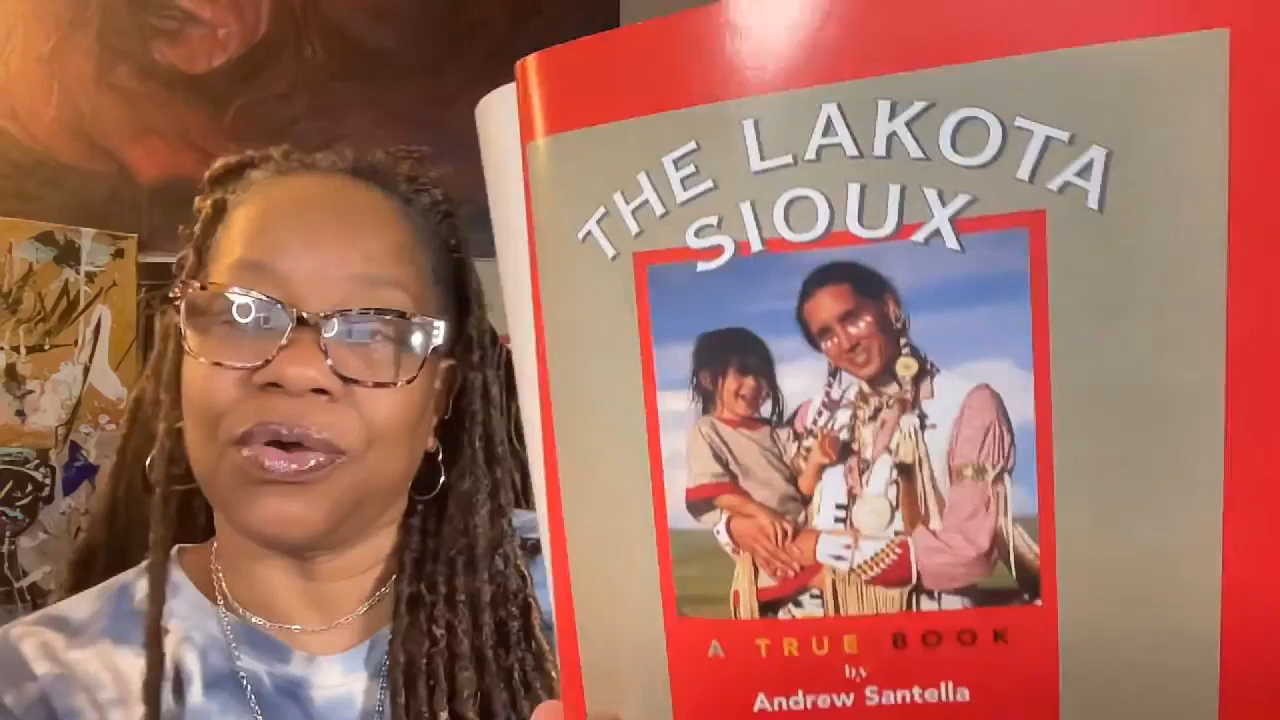 THE LAKOTA
SIOUX
A TRUE BOOK
by
Andrew Santella